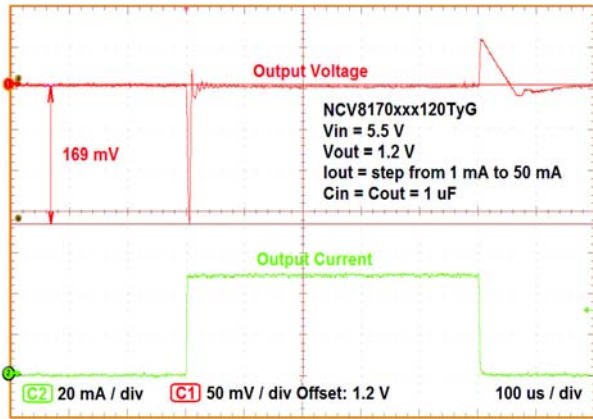 Output Voltage
NCV8170xxx120TyG
Vin = 5.5 V
Vout = 1.2 V
Iout = step from 1 mA to 50 mA
Cin = Cout = 1 uF
169 mV
Output Current
2
C2 20 mA / div C1 50 mV / div Offset: 1.2 V 100 us / div